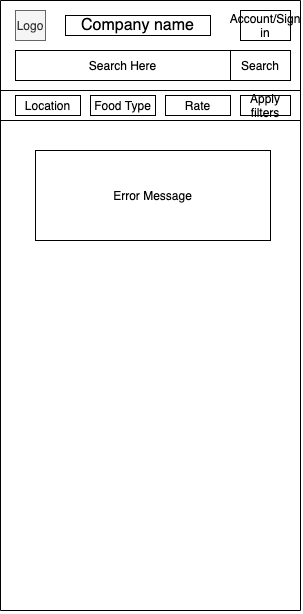 Logo
Company name
Account/Sign
in
Search Here
Search
Location
Food Type
Rate
Apply
filters
Error Message